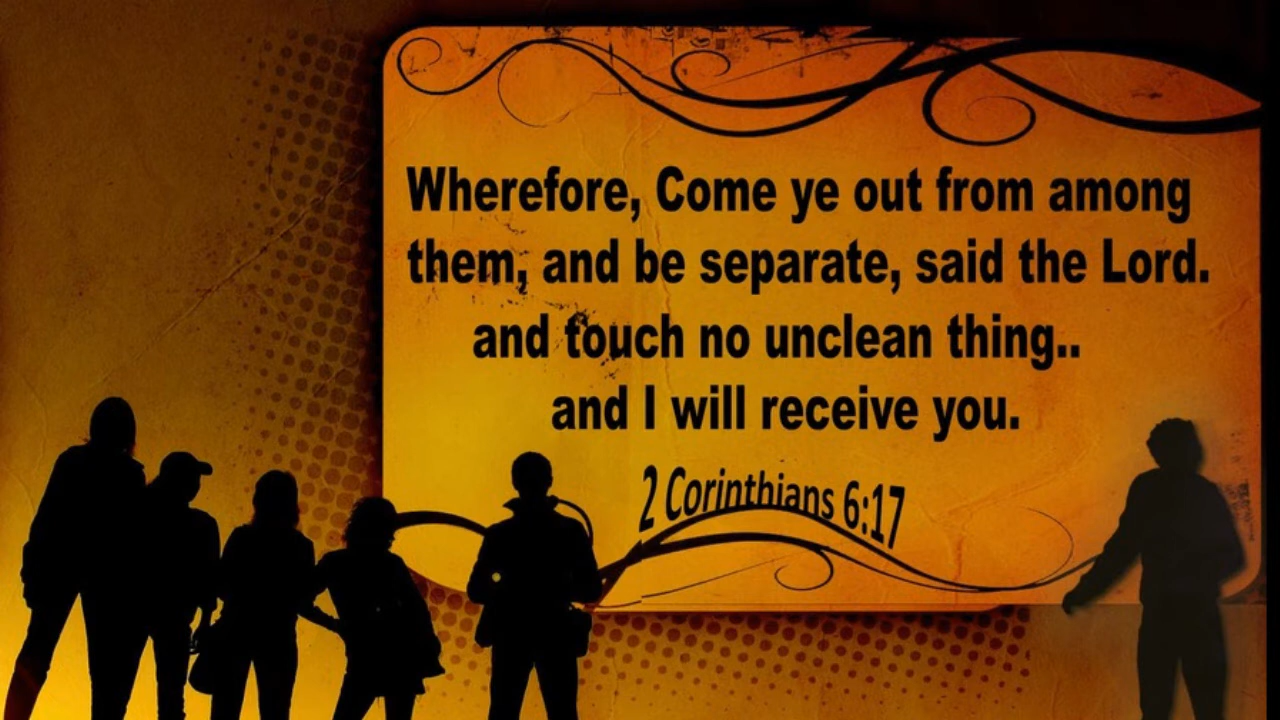 Wherefore, Come ye out from among
them, and be separate, said the Lord.
and touch no unclean thing..
and I will receive you.
2 Corinthians 6:17